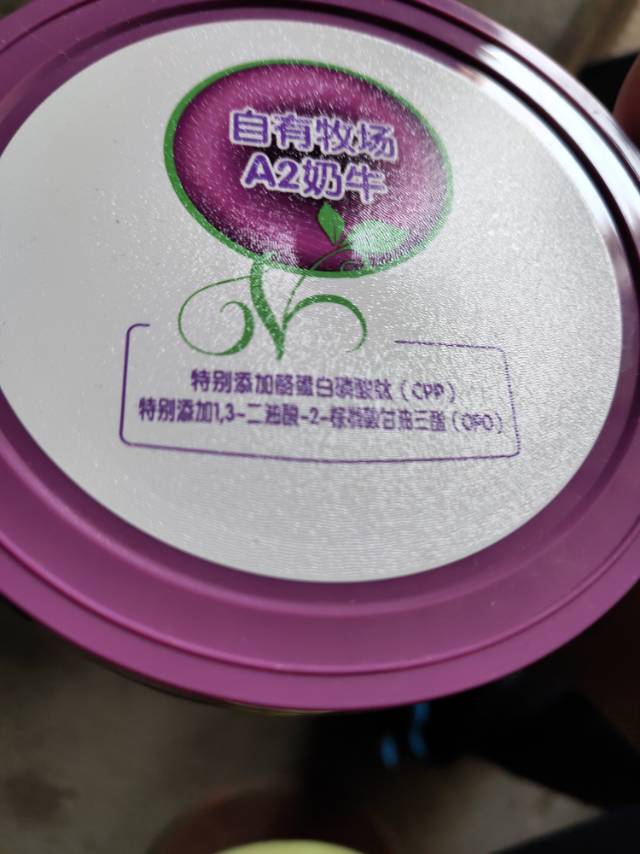 自有牧场
A2奶牛
特别添加酪蛋白磷酸肽（CPP）
特别添加1,3-二油酸-2-棕榈酸甘油三酯（OPO）